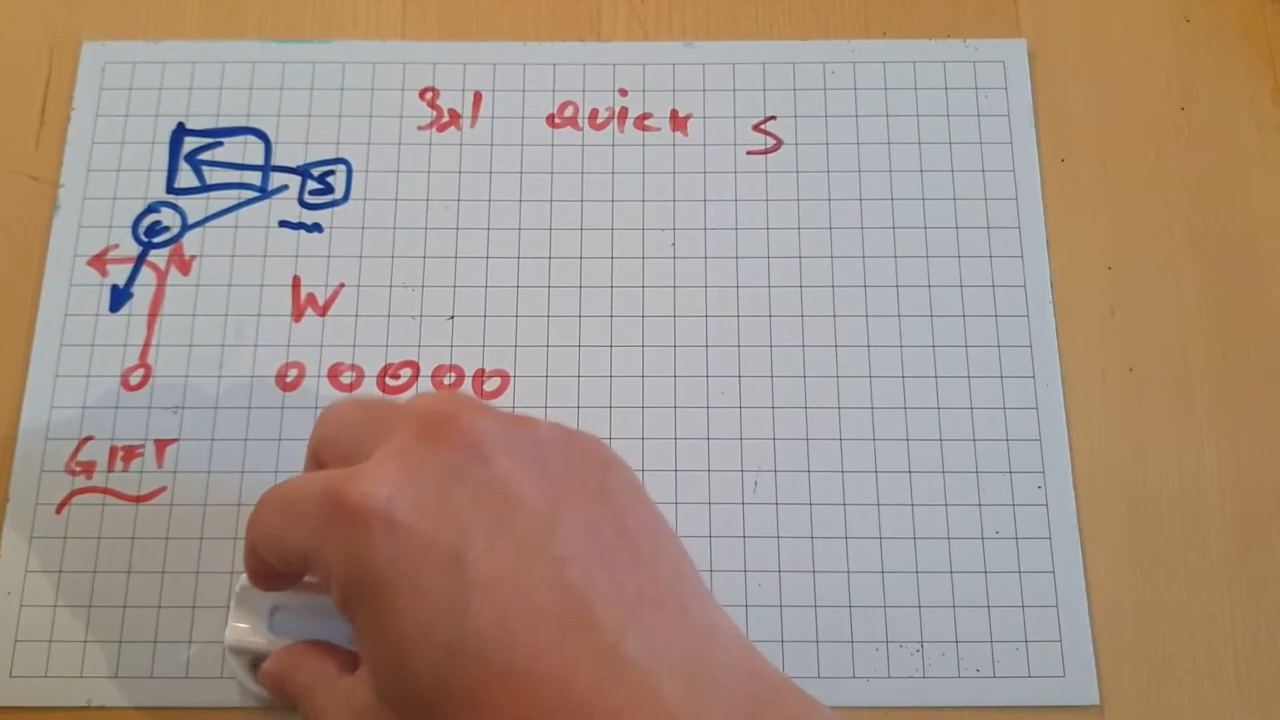 3x1 QUICK S
S
C
W
O O O O O O
GIFT